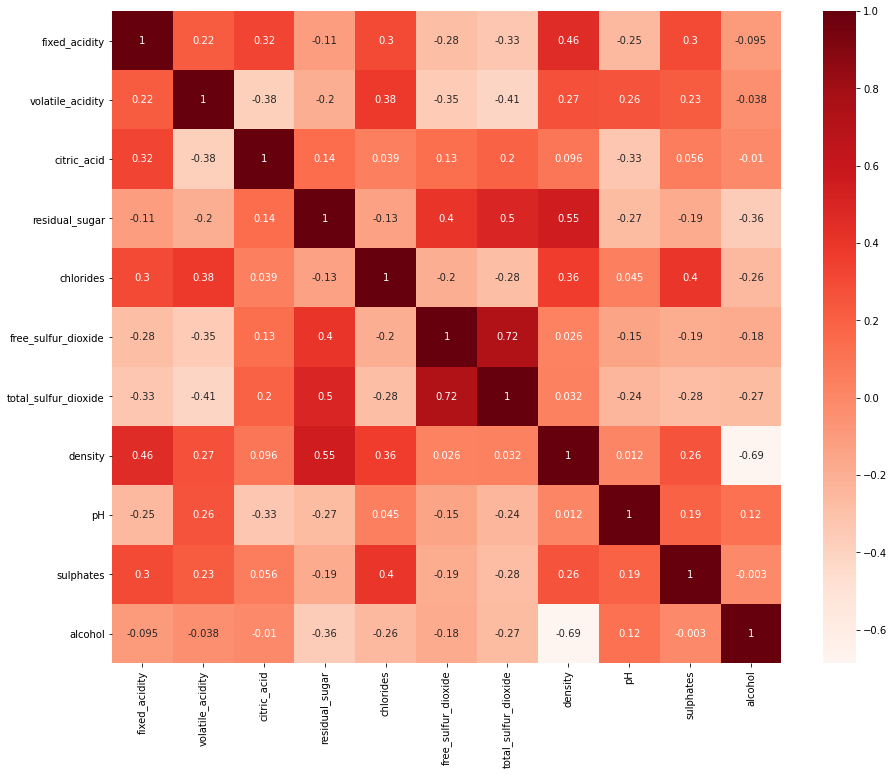 fixed_acidity 1 0.22 0.32 -0.11 0.3 -0.28 -0.33 0.46 -0.25 0.3 -0.095
volatile_acidity 0.22 1 -0.38 -0.2 0.38 -0.35 -0.41 0.27 0.26 0.23 -0.038
citric_acid 0.32 -0.38 1 0.14 0.039 0.13 0.2 0.096 -0.33 0.056 -0.01
residual_sugar -0.11 -0.2 0.14 1 -0.13 0.4 0.5 0.55 -0.27 -0.19 -0.36
chlorides 0.3 0.38 0.039 -0.13 1 -0.2 -0.28 0.36 0.045 0.4 -0.26
free_sulfur_dioxide -0.28 -0.35 0.13 0.4 -0.2 1 0.72 0.026 -0.15 -0.19 -0.18
total_sulfur_dioxide -0.33 -0.41 0.2 0.5 -0.28 0.72 1 0.032 -0.24 -0.28 -0.27
density 0.46 0.27 0.096 0.55 0.36 0.026 0.032 1 0.012 0.26 -0.69
pH -0.25 0.26 -0.33 -0.27 0.045 -0.15 -0.24 0.012 1 0.19 0.12
sulphates 0.3 0.23 0.056 -0.19 0.4 -0.19 -0.28 0.26 0.19 1 -0.003
alcohol -0.095 -0.038 -0.01 -0.36 -0.26 -0.18 -0.27 -0.69 0.12 -0.003 1
fixed_acidity
volatile_acidity
citric_acid
residual_sugar
chlorides
free_sulfur_dioxide
total_sulfur_dioxide
density
pH
sulphates
alcohol
1.0
0.8
0.6
0.4
0.2
0.0
−0.2
−0.4
−0.6